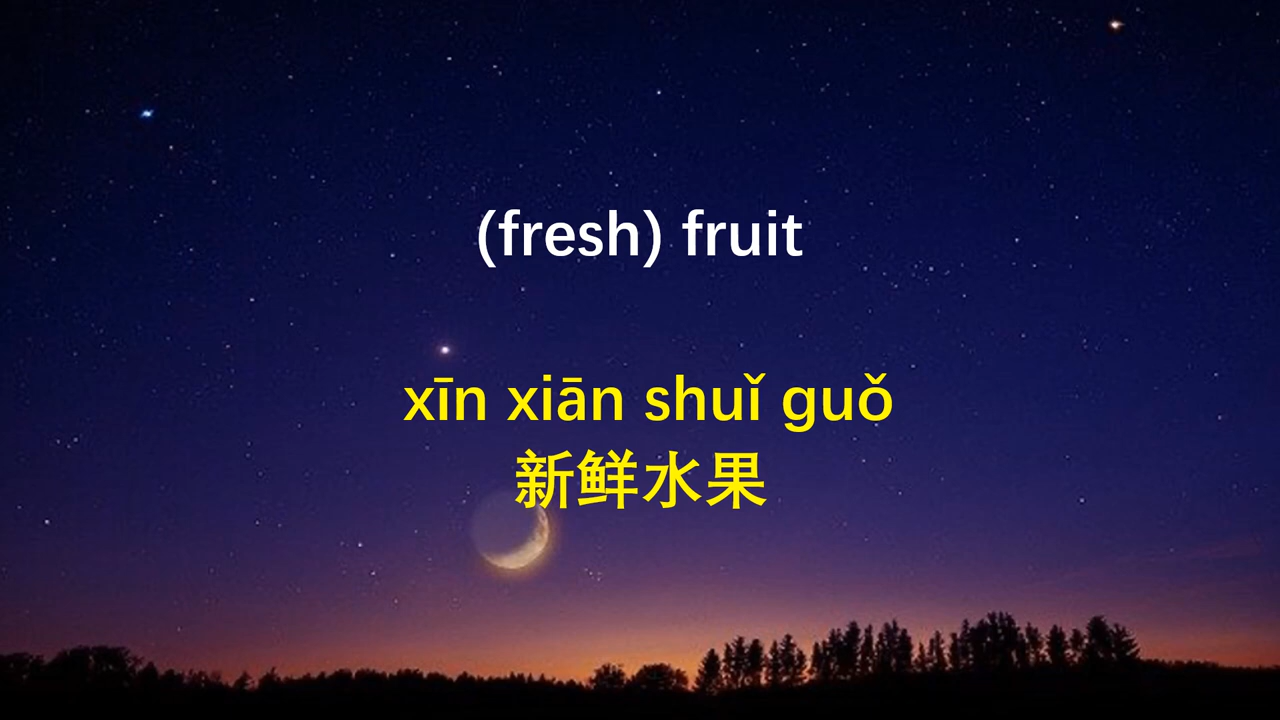 (fresh) fruit
xīn xiān shuǐ guǒ
新鲜水果